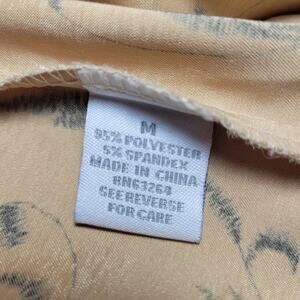 M
95% POLYESTER
5% SPANDEX
MADE IN CHINA
RN63264
SEE REVERSE
FOR CARE